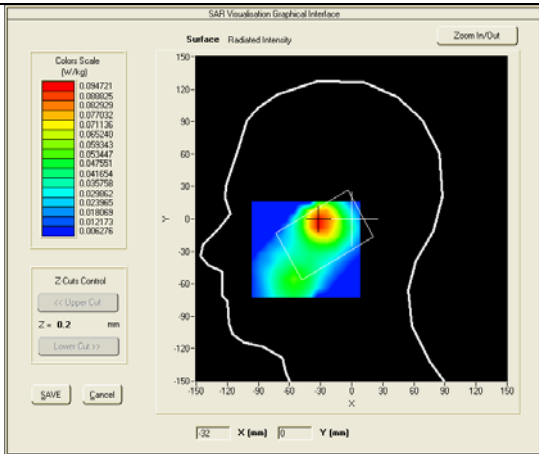 SAR Visualisation Graphical Interface
Surface Radiated Intensity
Zoom In/Out
Colors Scale
(W/kg)
0.094721
0.088825
0.082929
0.077032
0.071136
0.065240
0.059343
0.053447
0.047551
0.041654
0.035758
0.029862
0.023965
0.018069
0.012173
0.006276
Z-Cuts Control
<< Upper Cut
Z = 0.2 mm
Lower Cut >>
SAVE Cancel
150
120
90
60
30
0
-30
-60
-90
-120
-150
Y
-150 -120 -90 -60 -30 0 30 60 90 120 150
X
-32 X (mm) 0 Y (mm)